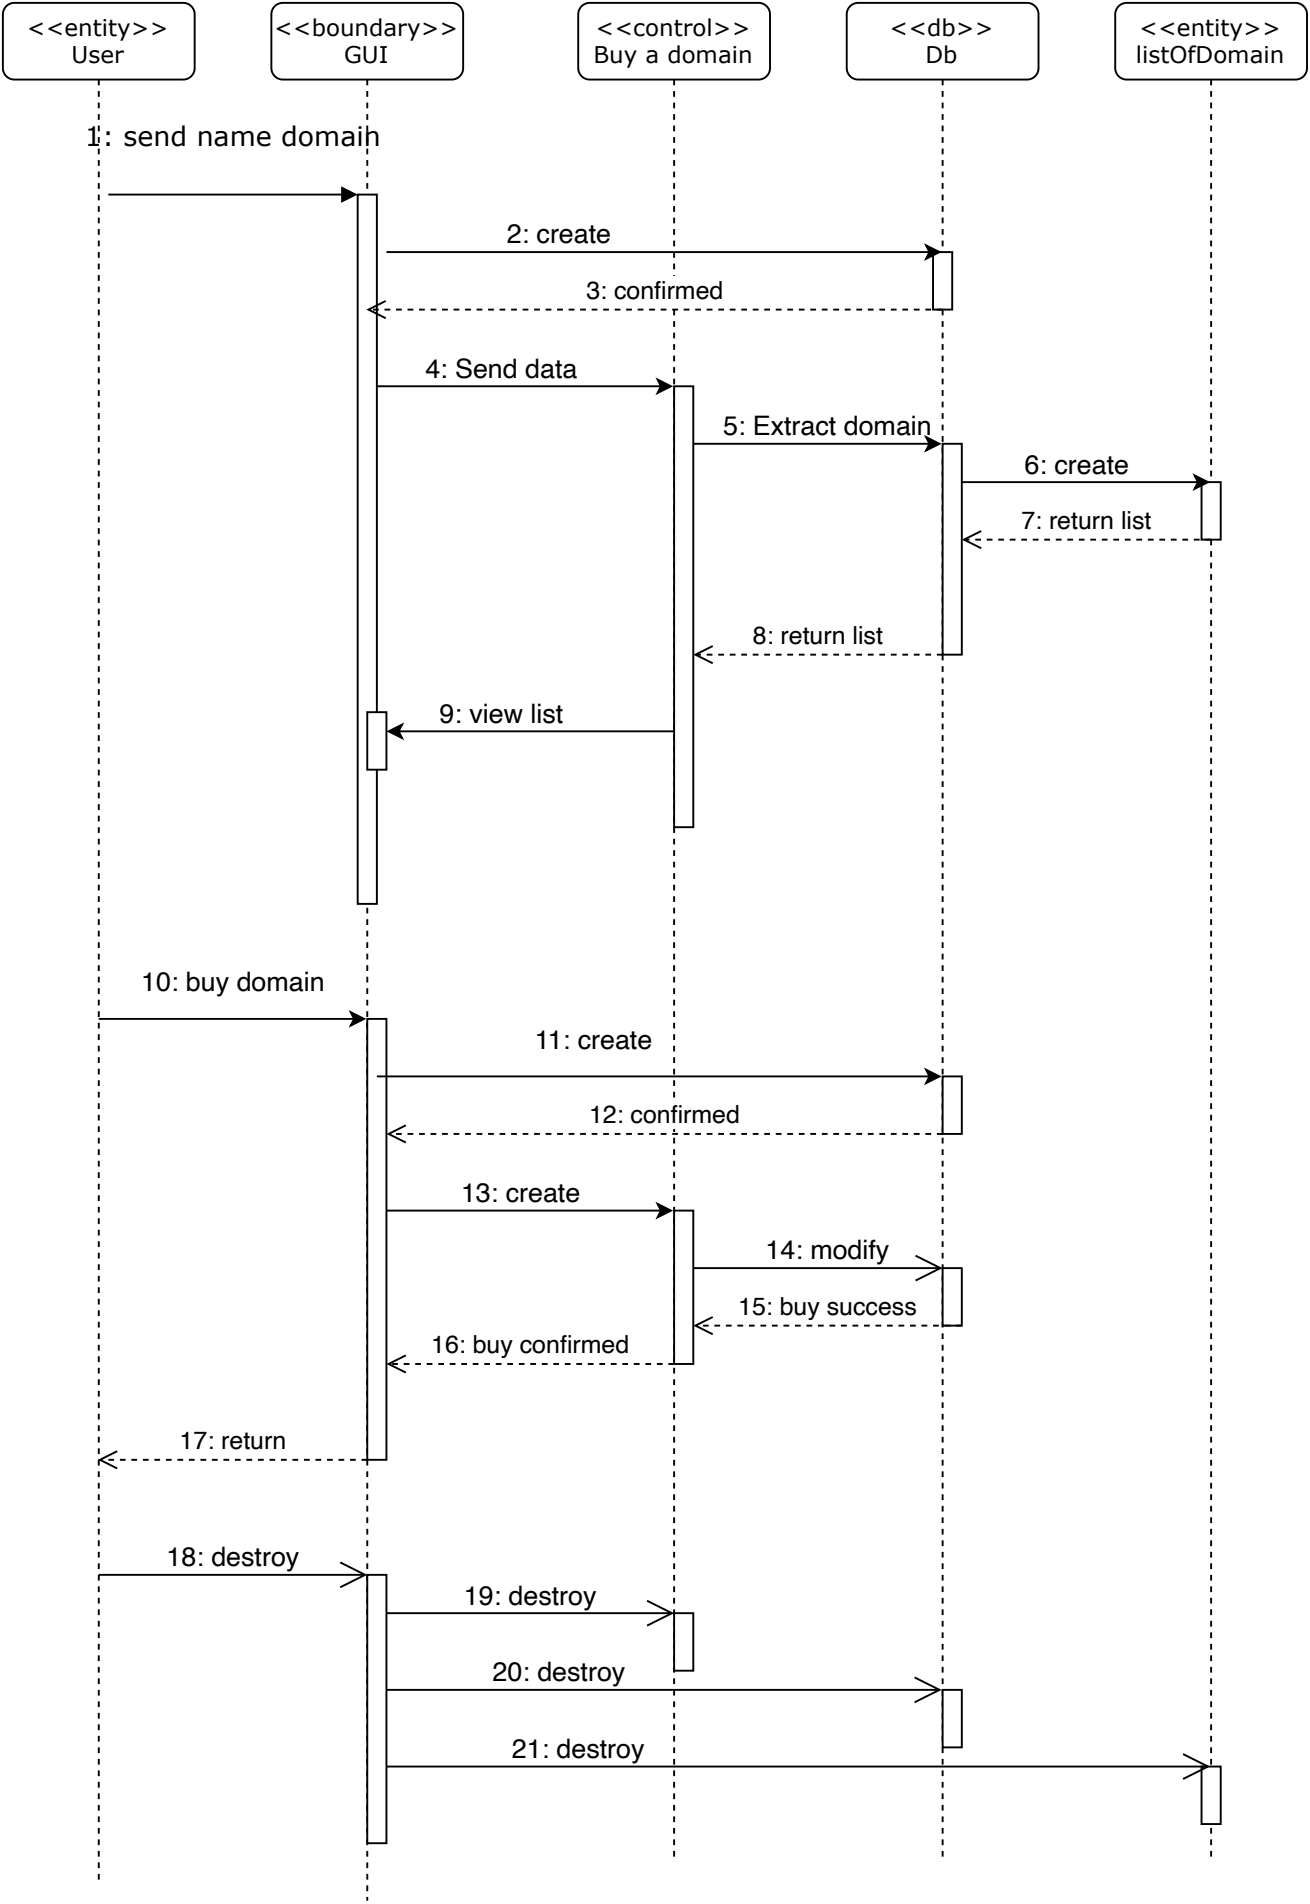 <<entity>>
User
<<boundary>>
GUI
<<control>>
Buy a domain
<<db>>
Db
<<entity>>
listOfDomain
1: send name domain
2: create
3: confirmed
4: Send data
5: Extract domain
6: create
7: return list
8: return list
9: view list
10: buy domain
11: create
12: confirmed
13: create
14: modify
15: buy success
16: buy confirmed
17: return
18: destroy
19: destroy
20: destroy
21: destroy